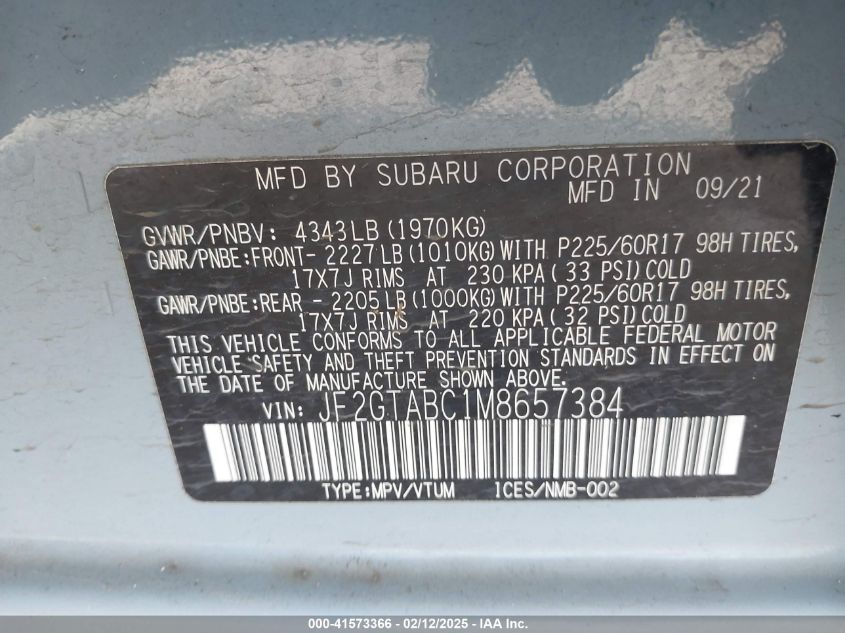 MFD BY SUBARU CORPORATION
MFD IN 09/21
GVWR/PNBV: 4343LB (1970KG)
GAWR/PNBE:FRONT- 2227LB (1010KG) WITH P225/60R17 98H TIRES,
17X7J RIMS AT 230 KPA (33 PSI) COLD
GAWR/PNBE:REAR - 2205LB (1000KG) WITH P225/60R17 98H TIRES,
17X7J RIMS AT 220 KPA (32 PSI) COLD
THIS VEHICLE CONFORMS TO ALL APPLICABLE FEDERAL MOTOR
VEHICLE SAFETY AND THEFT PREVENTION STANDARDS IN EFFECT ON
THE DATE OF MANUFACTURE SHOWN ABOVE.
VIN: JF2GTABC1M8657384
TYPE:MPV/VTUM ICES/NMB-002
000-41573366 - 02/12/2025 - IAA Inc.